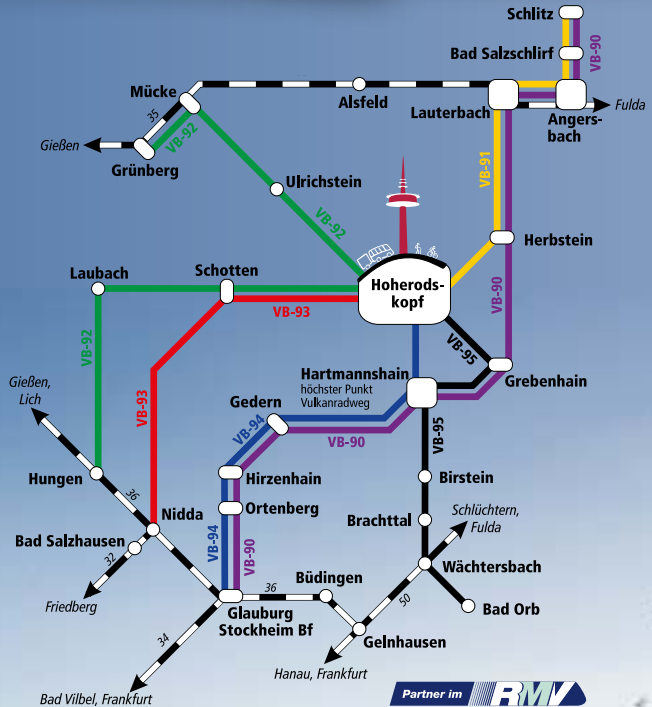 Schlitz
Bad Salzschlirf
VB-90
Mücke
Alsfeld
Lauterbach
Angers-
bach
Fulda
35
VB-92
Gießen
Grünberg
Ulrichstein
VB-92
VB-91
Herbstein
VB-90
Laubach
Schotten
Hoherods-
kopf
VB-93
VB-92
VB-95
Hartmannshain
höchster Punkt
Vulkanradweg
Grebenhain
VB-93
Gießen,
Lich
Gedern
VB-94
VB-90
VB-95
Hungen
36
Hirzenhain
Birstein
Ortenberg
Schlüchtern,
Fulda
Nidda
Brachttal
Bad Salzhausen
32
VB-94
VB-90
Wächtersbach
Friedberg
Büdingen
36
50
Bad Orb
Glauburg
Stockheim Bf
34
Gelnhausen
Hanau, Frankfurt
Bad Vilbel, Frankfurt
Partner im RMV